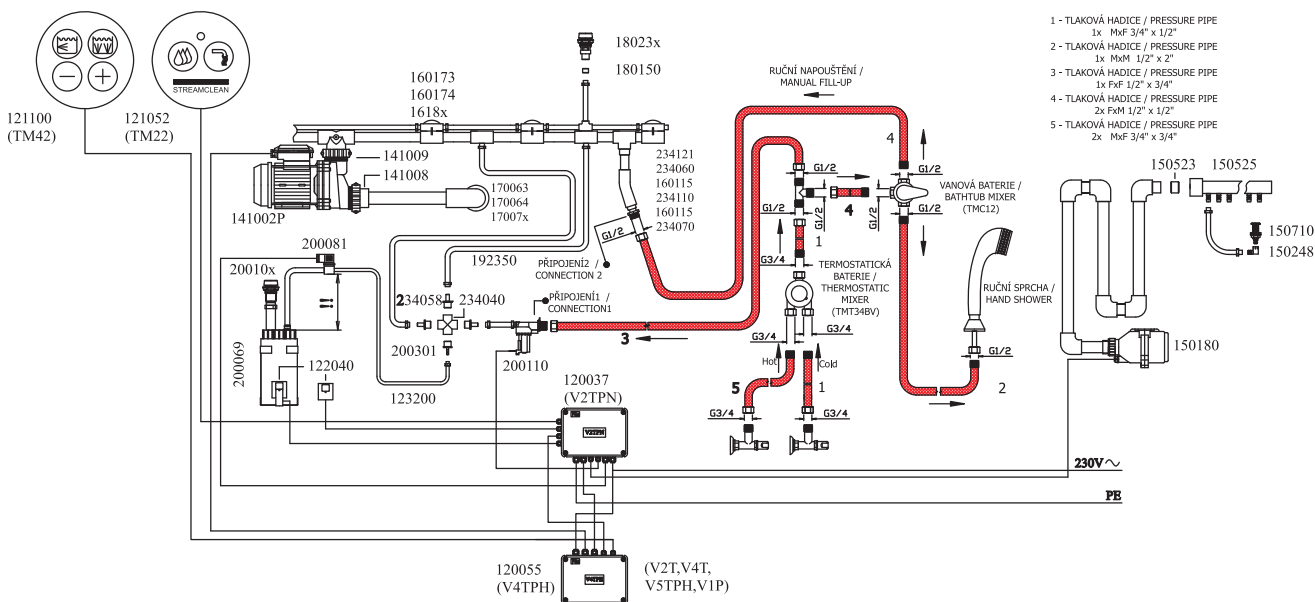 STREAMCLEAN
121100
(TM42)
121052
(TM22)
160173
160174
1618x
18023x
180150
141009
141008
141002P
170063
170064
17007x
234121
234060
160115
234110
160115
234070
G1/2
RUČNÍ NAPOUŠTĚNÍ /
MANUAL FILL-UP
1 - TLAKOVÁ HADICE / PRESSURE PIPE
1x MxF 3/4" x 1/2"
2 - TLAKOVÁ HADICE / PRESSURE PIPE
1x MxM 1/2" x 2"
3 - TLAKOVÁ HADICE / PRESSURE PIPE
1x FxF 1/2" x 3/4"
4 - TLAKOVÁ HADICE / PRESSURE PIPE
2x FxM 1/2" x 1/2"
5 - TLAKOVÁ HADICE / PRESSURE PIPE
2x MxF 3/4" x 3/4"
4
G1/2
G1/2
G1/2
G1/2
4
G1/2
G1/2
G1/2
VANOVÁ BATERIE /
BATHTUB MIXER
(TMC12)
150523
150525
150710
150248
150180
200081
20010x
200069
122040
123200
192350
234058
234040
200301
200110
PŘIPOJENÍ2 /
CONNECTION 2
PŘIPOJENÍ1 /
CONNECTION1
3
1
G3/4
TERMOSTATICKÁ
BATERIE /
THERMOSTATIC
MIXER
(TMT34BV)
G3/4
G3/4
Hot
Cold
5
1
G3/4
G3/4
RUČNÍ SPRCHA /
HAND SHOWER
G1/2
2
120037
(V2TPN)
V2TPN
230V~
PE
120055
(V4TPH)
V4TPH
(V2T,V4T,
V5TPH,V1P)